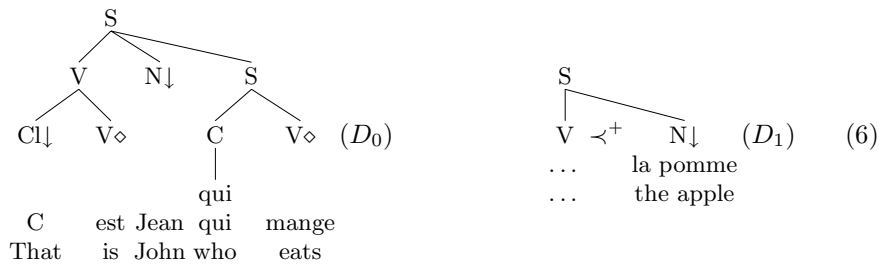 S
V N↓ S S
Cl↓ V⋄ C V⋄ (D₀) V ≺⁺ N↓ (D₁) (6)
qui … la pomme
… the apple
C est Jean qui mange
That is John who eats